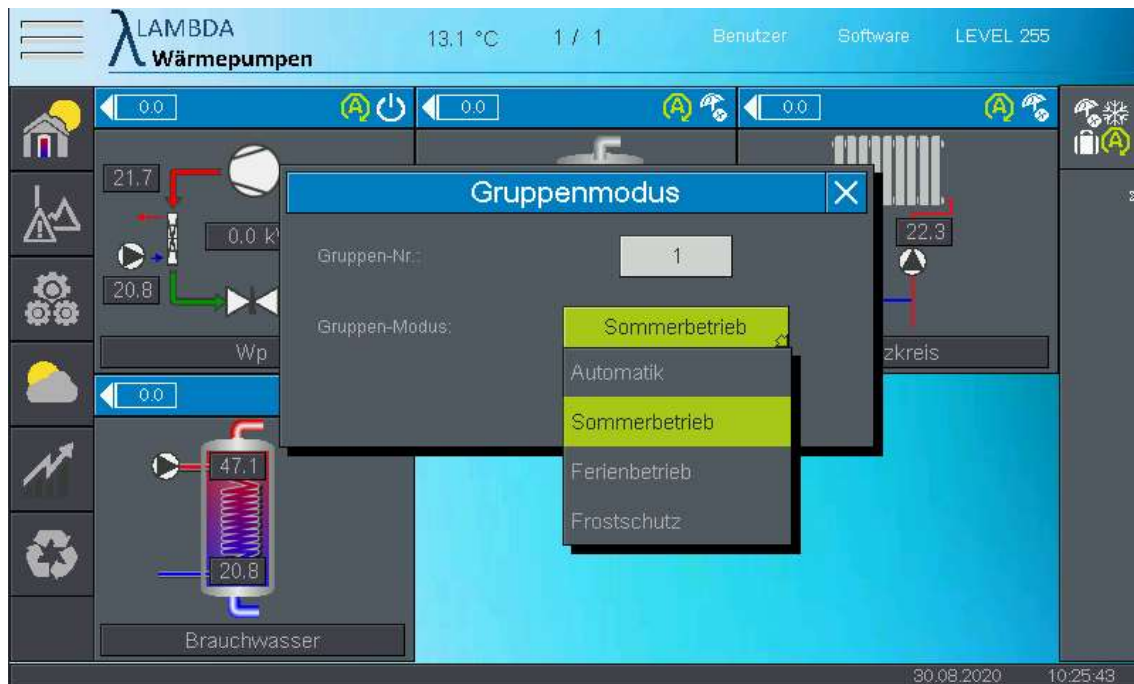 LAMBDA
Wärmepumpen
13.1 °C 1 / 1 Benutzer Software LEVEL 255
0.0 A 0.0 A 0.0 A
A
21.7
Gruppenmodus
0.0
22.3
Gruppen-Nr.: 1
20.8
Gruppen-Modus: Sommerbetrieb
Wp
Automatik
0.0
Sommerbetrieb
47.1
Ferienbetrieb
Frostschutz
20.8
Brauchwasser
30.08.2020 10:25:43